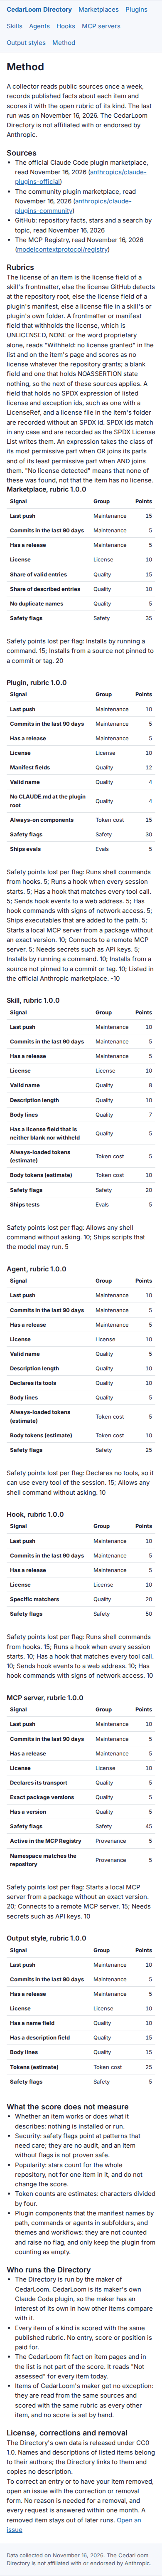 CedarLoom Directory Marketplaces Plugins
Skills Agents Hooks MCP servers
Output styles Method
Method
A collector reads public sources once a week,
records published facts about each item and
scores it with the open rubric of its kind. The last
run was on November 16, 2026. The CedarLoom
Directory is not affiliated with or endorsed by
Anthropic.
Sources
The official Claude Code plugin marketplace,
read November 16, 2026 (anthropics/claude-
plugins-official)
The community plugin marketplace, read
November 16, 2026 (anthropics/claude-
plugins-community)
GitHub: repository facts, stars and a search by
topic, read November 16, 2026
The MCP Registry, read November 16, 2026
(modelcontextprotocol/registry)
Rubrics
The license of an item is the license field of a
skill's frontmatter, else the license GitHub detects
at the repository root, else the license field of a
plugin's manifest, else a license file in a skill's or
plugin's own folder. A frontmatter or manifest
field that withholds the license, which is
UNLICENSED, NONE or the word proprietary
alone, reads "Withheld: no license granted" in the
list and on the item's page and scores as no
license whatever the repository grants; a blank
field and one that holds NOASSERTION state
nothing, so the next of these sources applies. A
field that holds no SPDX expression of listed
license and exception ids, such as one with a
LicenseRef, and a license file in the item's folder
are recorded without an SPDX id. SPDX ids match
in any case and are recorded as the SPDX License
List writes them. An expression takes the class of
its most permissive part when OR joins its parts
and of its least permissive part when AND joins
them. "No license detected" means that none of
these was found, not that the item has no license.
Marketplace, rubric 1.0.0
Signal Group Points
Last push Maintenance 15
Commits in the last 90 days Maintenance 5
Has a release Maintenance 5
License License 10
Share of valid entries Quality 15
Share of described entries Quality 10
No duplicate names Quality 5
Safety flags Safety 35
Safety points lost per flag: Installs by running a
command. 15; Installs from a source not pinned to
a commit or tag. 20
Plugin, rubric 1.0.0
Signal Group Points
Last push Maintenance 10
Commits in the last 90 days Maintenance 5
Has a release Maintenance 5
License License 10
Manifest fields Quality 12
Valid name Quality 4
No CLAUDE.md at the plugin
root Quality 4
Always-on components Token cost 15
Safety flags Safety 30
Ships evals Evals 5
Safety points lost per flag: Runs shell commands
from hooks. 5; Runs a hook when every session
starts. 5; Has a hook that matches every tool call.
5; Sends hook events to a web address. 5; Has
hook commands with signs of network access. 5;
Ships executables that are added to the path. 5;
Starts a local MCP server from a package without
an exact version. 10; Connects to a remote MCP
server. 5; Needs secrets such as API keys. 5;
Installs by running a command. 10; Installs from a
source not pinned to a commit or tag. 10; Listed in
the official Anthropic marketplace. -10
Skill, rubric 1.0.0
Signal Group Points
Last push Maintenance 10
Commits in the last 90 days Maintenance 5
Has a release Maintenance 5
License License 10
Valid name Quality 8
Description length Quality 10
Body lines Quality 7
Has a license field that is
neither blank nor withheld Quality 5
Always-loaded tokens
(estimate) Token cost 5
Body tokens (estimate) Token cost 10
Safety flags Safety 20
Ships tests Evals 5
Safety points lost per flag: Allows any shell
command without asking. 10; Ships scripts that
the model may run. 5
Agent, rubric 1.0.0
Signal Group Points
Last push Maintenance 10
Commits in the last 90 days Maintenance 5
Has a release Maintenance 5
License License 10
Valid name Quality 5
Description length Quality 10
Declares its tools Quality 10
Body lines Quality 5
Always-loaded tokens
(estimate) Token cost 5
Body tokens (estimate) Token cost 10
Safety flags Safety 25
Safety points lost per flag: Declares no tools, so it
can use every tool of the session. 15; Allows any
shell command without asking. 10
Hook, rubric 1.0.0
Signal Group Points
Last push Maintenance 10
Commits in the last 90 days Maintenance 5
Has a release Maintenance 5
License License 10
Specific matchers Quality 20
Safety flags Safety 50
Safety points lost per flag: Runs shell commands
from hooks. 15; Runs a hook when every session
starts. 10; Has a hook that matches every tool call.
10; Sends hook events to a web address. 10; Has
hook commands with signs of network access. 10
MCP server, rubric 1.0.0
Signal Group Points
Last push Maintenance 10
Commits in the last 90 days Maintenance 5
Has a release Maintenance 5
License License 10
Declares its transport Quality 5
Exact package versions Quality 5
Has a version Quality 5
Safety flags Safety 45
Active in the MCP Registry Provenance 5
Namespace matches the
repository Provenance 5
Safety points lost per flag: Starts a local MCP
server from a package without an exact version.
20; Connects to a remote MCP server. 15; Needs
secrets such as API keys. 10
Output style, rubric 1.0.0
Signal Group Points
Last push Maintenance 10
Commits in the last 90 days Maintenance 5
Has a release Maintenance 5
License License 10
Has a name field Quality 10
Has a description field Quality 15
Body lines Quality 15
Tokens (estimate) Token cost 25
Safety flags Safety 5
What the score does not measure
Whether an item works or does what it
describes: nothing is installed or run.
Security: safety flags point at patterns that
need care; they are no audit, and an item
without flags is not proven safe.
Popularity: stars count for the whole
repository, not for one item in it, and do not
change the score.
Token counts are estimates: characters divided
by four.
Plugin components that the manifest names by
path, commands or agents in subfolders, and
themes and workflows: they are not counted
and raise no flag, and only keep the plugin from
counting as empty.
Who runs the Directory
The Directory is run by the maker of
CedarLoom. CedarLoom is its maker's own
Claude Code plugin, so the maker has an
interest of its own in how other items compare
with it.
Every item of a kind is scored with the same
published rubric. No entry, score or position is
paid for.
The CedarLoom fit fact on item pages and in
the list is not part of the score. It reads "Not
assessed" for every item today.
Items of CedarLoom's maker get no exception:
they are read from the same sources and
scored with the same rubric as every other
item, and no score is set by hand.
License, corrections and removal
The Directory's own data is released under CC0
1.0. Names and descriptions of listed items belong
to their authors; the Directory links to them and
copies no description.
To correct an entry or to have your item removed,
open an issue with the correction or removal
form. No reason is needed for a removal, and
every request is answered within one month. A
removed item stays out of later runs. Open an
issue
Data collected on November 16, 2026. The CedarLoom
Directory is not affiliated with or endorsed by Anthropic.